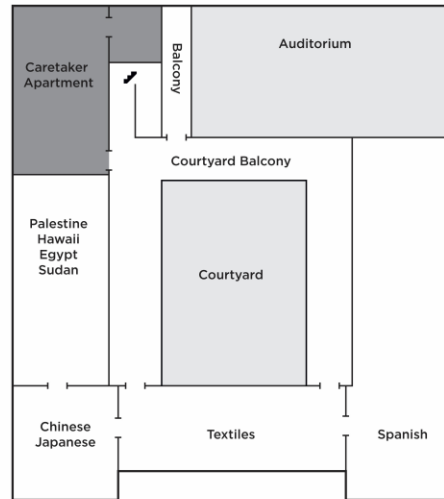 Auditorium
Balcony
Caretaker
Apartment
Courtyard Balcony
Palestine
Hawaii
Egypt
Sudan
Courtyard
Chinese
Japanese
Textiles
Spanish